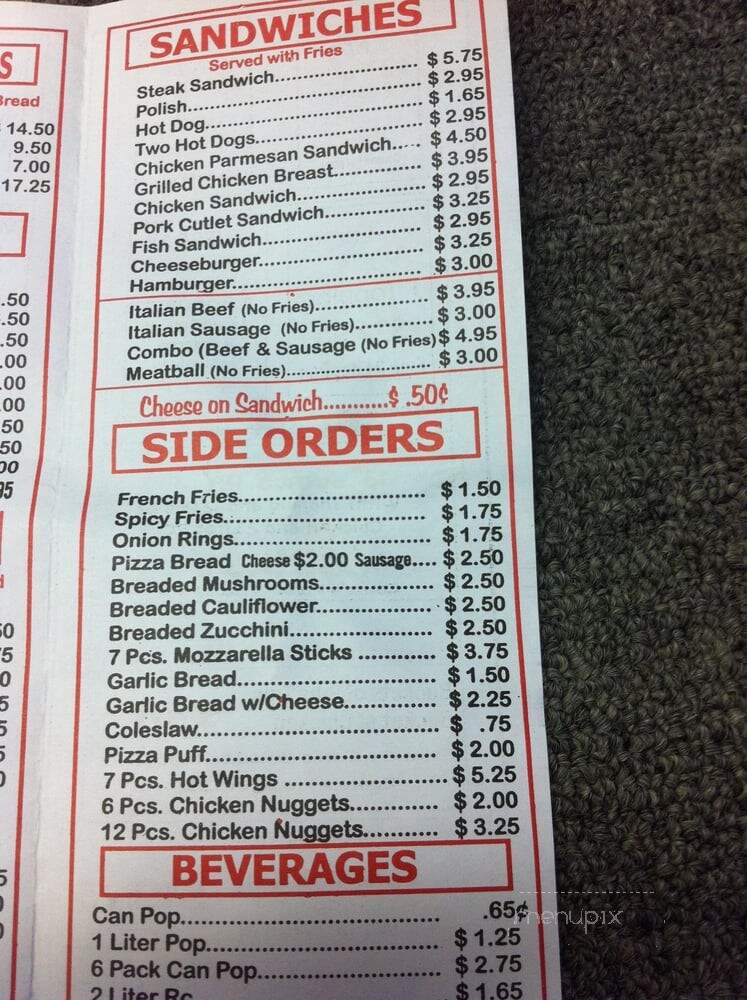 S
Bread
14.50
9.50
7.00
17.25
SANDWICHES
Served with Fries
Steak Sandwich.......................... $ 5.75
Polish.......................................... $ 2.95
Hot Dog....................................... $ 1.65
Two Hot Dogs.............................. $ 2.95
Chicken Parmesan Sandwich..... $ 4.50
Grilled Chicken Breast................ $ 3.95
Chicken Sandwich....................... $ 2.95
Pork Cutlet Sandwich.................. $ 3.25
Fish Sandwich............................. $ 2.95
Cheeseburger.............................. $ 3.25
Hamburger................................... $ 3.00
Italian Beef (No Fries)................... $ 3.95
Italian Sausage (No Fries)............. $ 3.00
Combo (Beef & Sausage (No Fries) $ 4.95
Meatball (No Fries)......................... $ 3.00
Cheese on Sandwich...........$ .50¢
SIDE ORDERS
French Fries.............................. $ 1.50
Spicy Fries................................ $ 1.75
Onion Rings.............................. $ 1.75
Pizza Bread Cheese $2.00 Sausage.... $ 2.50
Breaded Mushrooms................. $ 2.50
Breaded Cauliflower.................. $ 2.50
Breaded Zucchini...................... $ 2.50
7 Pcs. Mozzarella Sticks ............ $ 3.75
Garlic Bread.............................. $ 1.50
Garlic Bread w/Cheese.............. $ 2.25
Coleslaw.................................... $ .75
Pizza Puff................................... $ 2.00
7 Pcs. Hot Wings ....................... $ 5.25
6 Pcs. Chicken Nuggets............. $ 2.00
12 Pcs. Chicken Nuggets........... $ 3.25
BEVERAGES
Can Pop...................................... .65¢
1 Liter Pop.................................. $ 1.25
6 Pack Can Pop........................... $ 2.75
2 Liter Rc $ 1.65
menupix